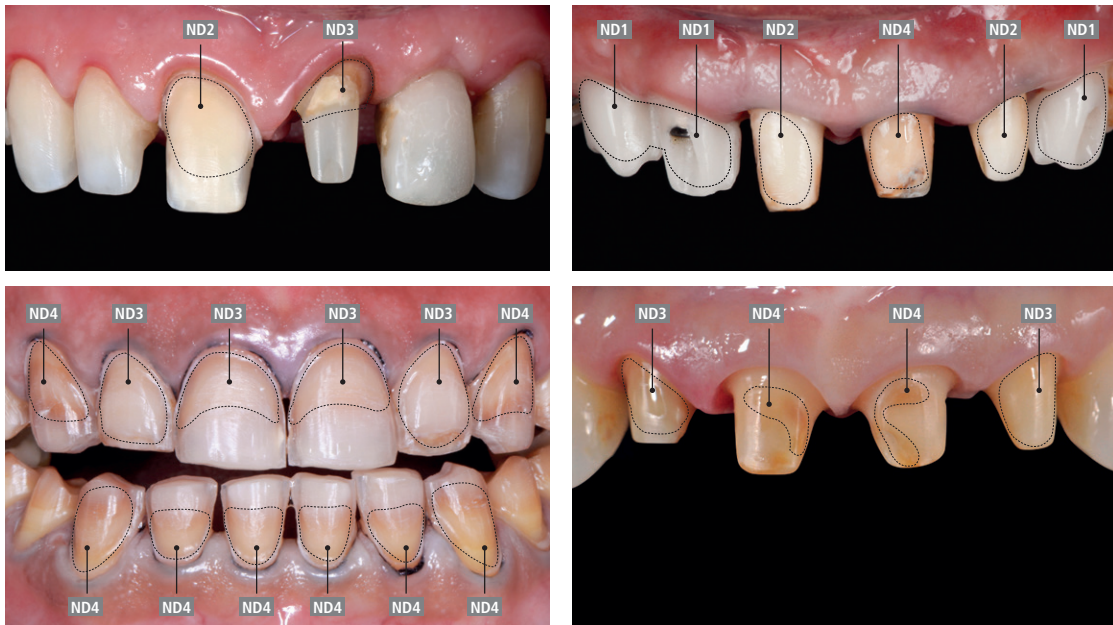 ND2 ND3
ND1 ND1 ND2 ND4 ND2 ND1
ND4 ND3 ND3 ND3 ND3 ND4
ND4 ND4 ND4 ND4 ND4 ND4
ND3 ND4 ND4 ND3